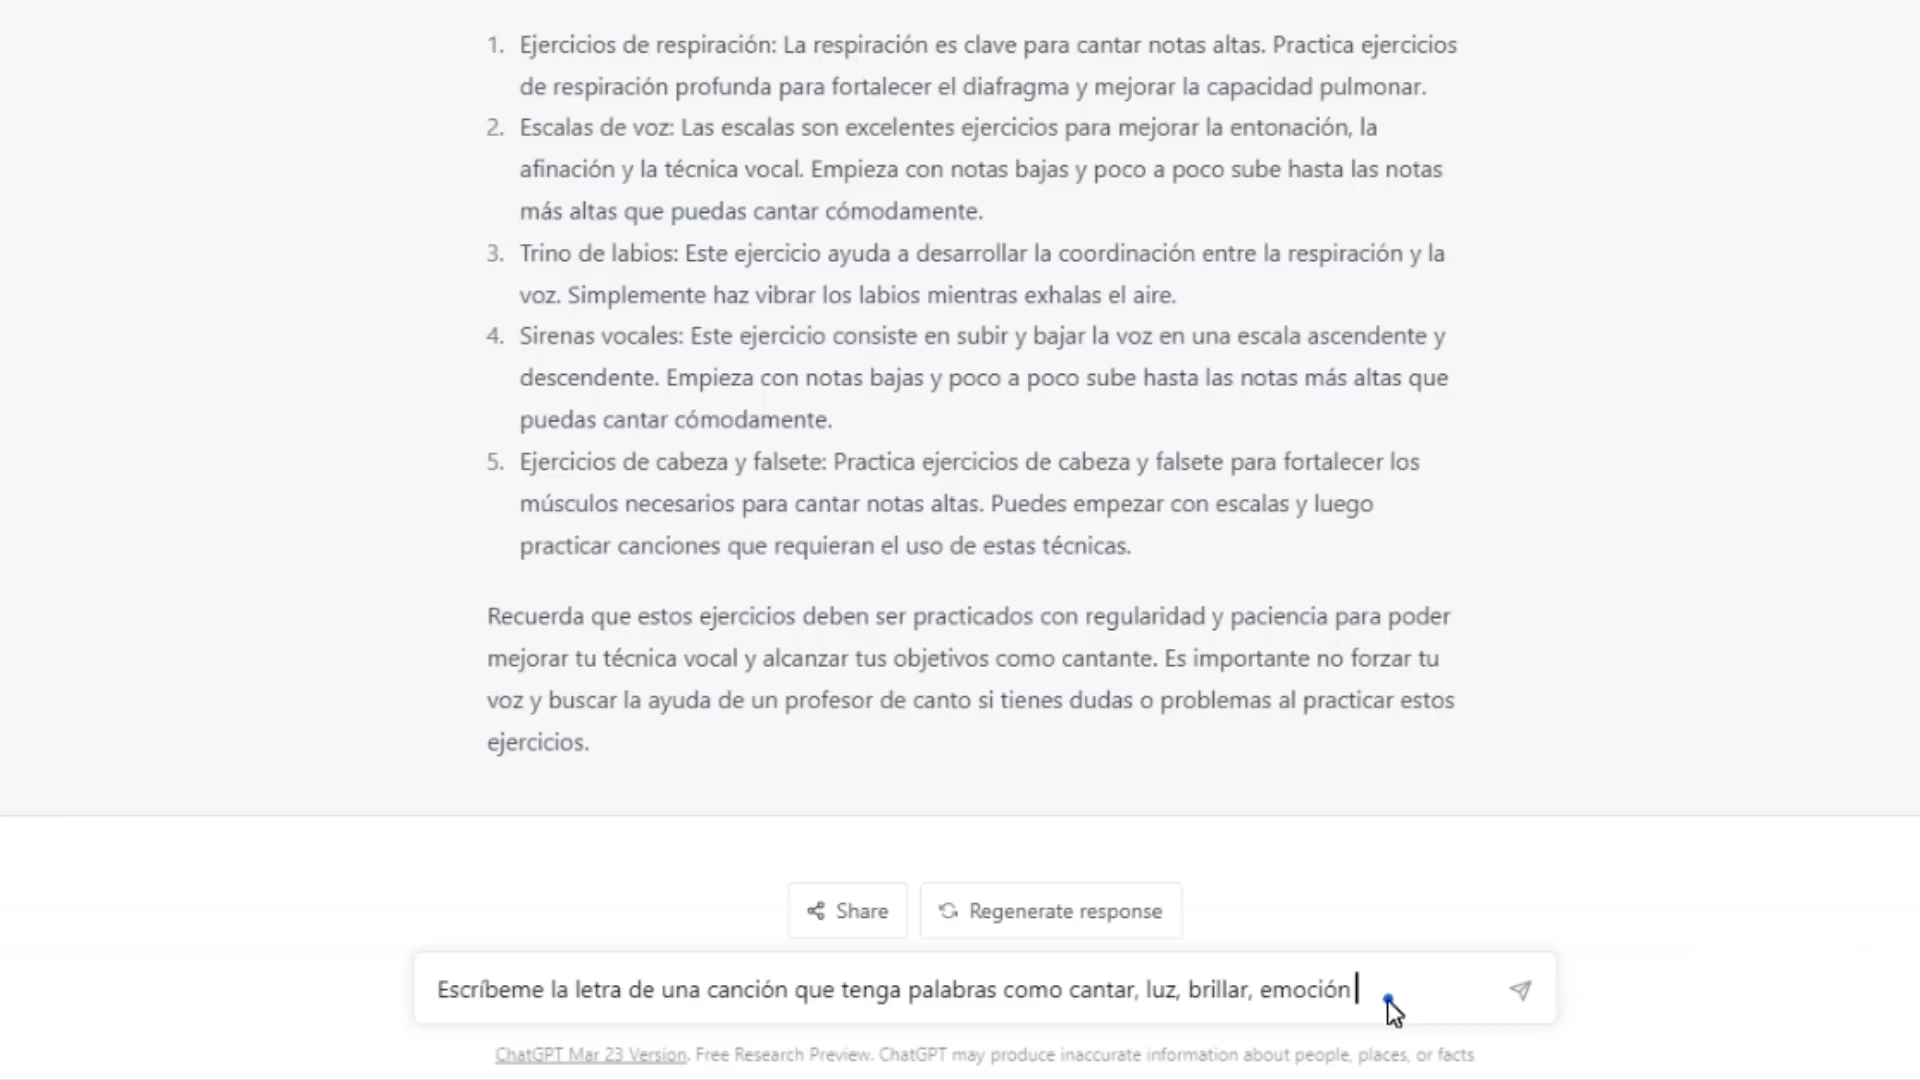 1. Ejercicios de respiración: La respiración es clave para cantar notas altas. Practica ejercicios
de respiración profunda para fortalecer el diafragma y mejorar la capacidad pulmonar.
2. Escalas de voz: Las escalas son excelentes ejercicios para mejorar la entonación, la
afinación y la técnica vocal. Empieza con notas bajas y poco a poco sube hasta las notas
más altas que puedas cantar cómodamente.
3. Trino de labios: Este ejercicio ayuda a desarrollar la coordinación entre la respiración y la
voz. Simplemente haz vibrar los labios mientras exhalas el aire.
4. Sirenas vocales: Este ejercicio consiste en subir y bajar la voz en una escala ascendente y
descendente. Empieza con notas bajas y poco a poco sube hasta las notas más altas que
puedas cantar cómodamente.
5. Ejercicios de cabeza y falsete: Practica ejercicios de cabeza y falsete para fortalecer los
músculos necesarios para cantar notas altas. Puedes empezar con escalas y luego
practicar canciones que requieran el uso de estas técnicas.
Recuerda que estos ejercicios deben ser practicados con regularidad y paciencia para poder
mejorar tu técnica vocal y alcanzar tus objetivos como cantante. Es importante no forzar tu
voz y buscar la ayuda de un profesor de canto si tienes dudas o problemas al practicar estos
ejercicios.
Share
Regenerate response
Escríbeme la letra de una canción que tenga palabras como cantar, luz, brillar, emoción
ChatGPT Mar 23 Version. Free Research Preview. ChatGPT may produce inaccurate information about people, places, or facts